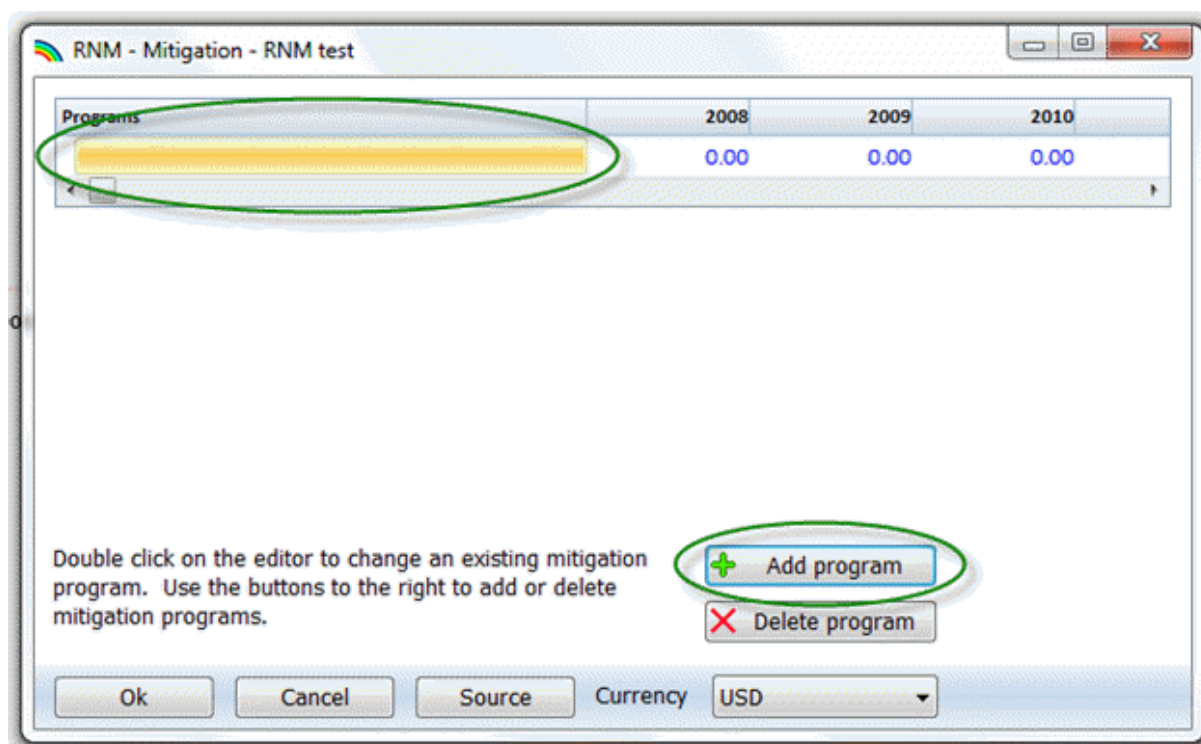 RNM - Mitigation - RNM test
Programs 2008 2009 2010
0.00 0.00 0.00
Double click on the editor to change an existing mitigation
program. Use the buttons to the right to add or delete
mitigation programs.
Add program
Delete program
Ok Cancel Source Currency USD